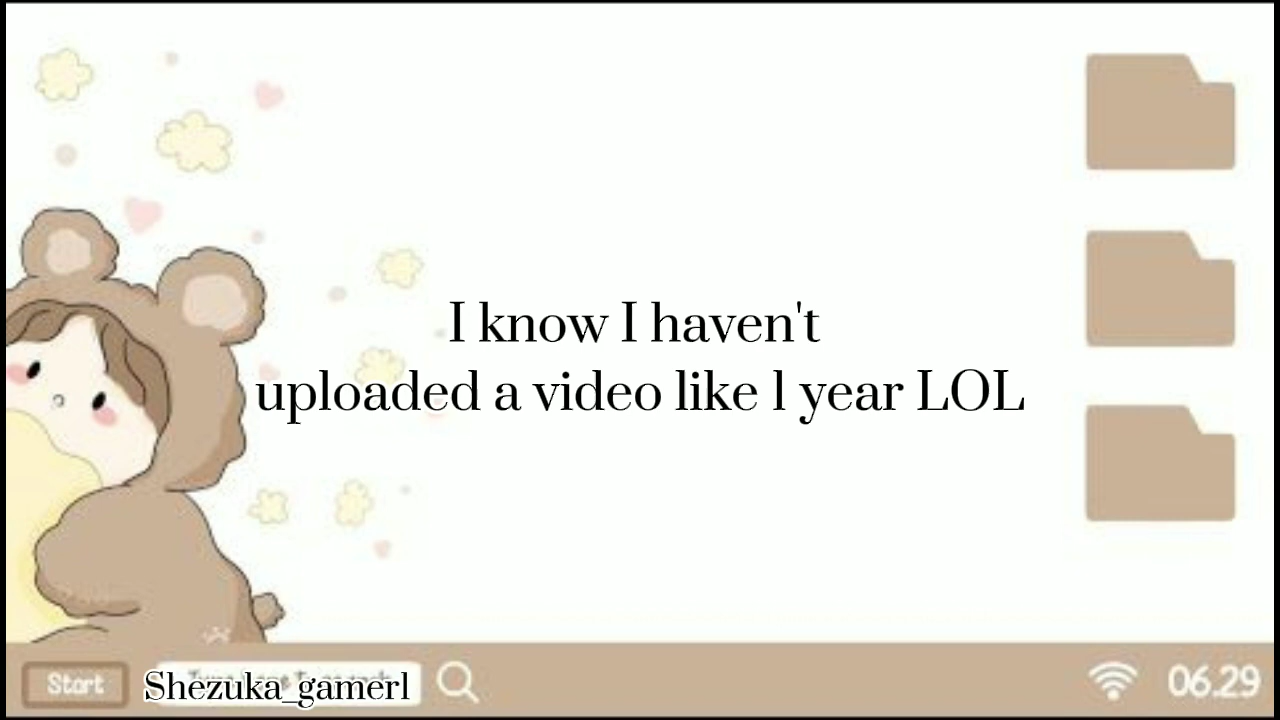 I know I haven't
uploaded a video like 1 year LOL
Start
Shezuka_gamer1
06.29